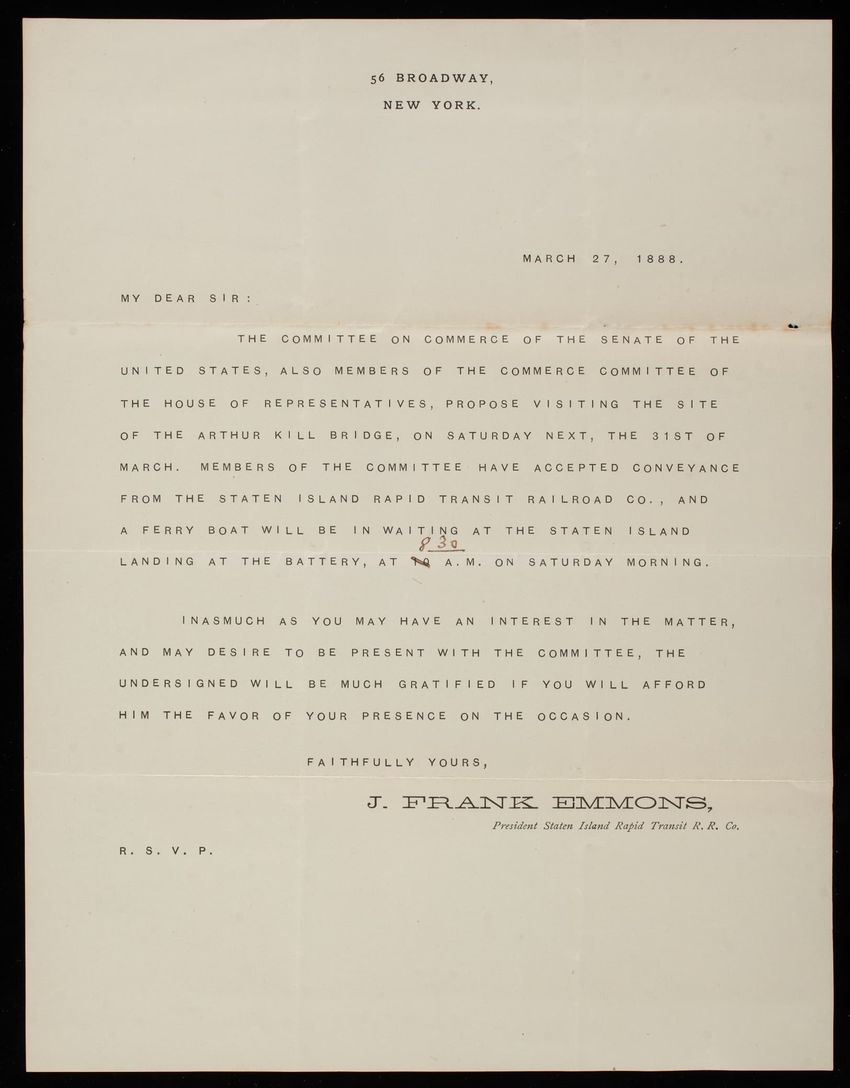 56 BROADWAY,
NEW YORK.
MARCH 27, 1888.
MY DEAR SIR:
THE COMMITTEE ON COMMERCE OF THE SENATE OF THE
UNITED STATES, ALSO MEMBERS OF THE COMMERCE COMMITTEE OF
THE HOUSE OF REPRESENTATIVES, PROPOSE VISITING THE SITE
OF THE ARTHUR KILL BRIDGE, ON SATURDAY NEXT, THE 31ST OF
MARCH. MEMBERS OF THE COMMITTEE HAVE ACCEPTED CONVEYANCE
FROM THE STATEN ISLAND RAPID TRANSIT RAILROAD CO., AND
A FERRY BOAT WILL BE IN WAITING AT THE STATEN ISLAND
8 30
LANDING AT THE BATTERY, AT 10 A.M. ON SATURDAY MORNING.
INASMUCH AS YOU MAY HAVE AN INTEREST IN THE MATTER,
AND MAY DESIRE TO BE PRESENT WITH THE COMMITTEE, THE
UNDERSIGNED WILL BE MUCH GRATIFIED IF YOU WILL AFFORD
HIM THE FAVOR OF YOUR PRESENCE ON THE OCCASION.
FAITHFULLY YOURS,
J. FRANK EMMONS,
President Staten Island Rapid Transit R. R. Co.
R. S. V. P.